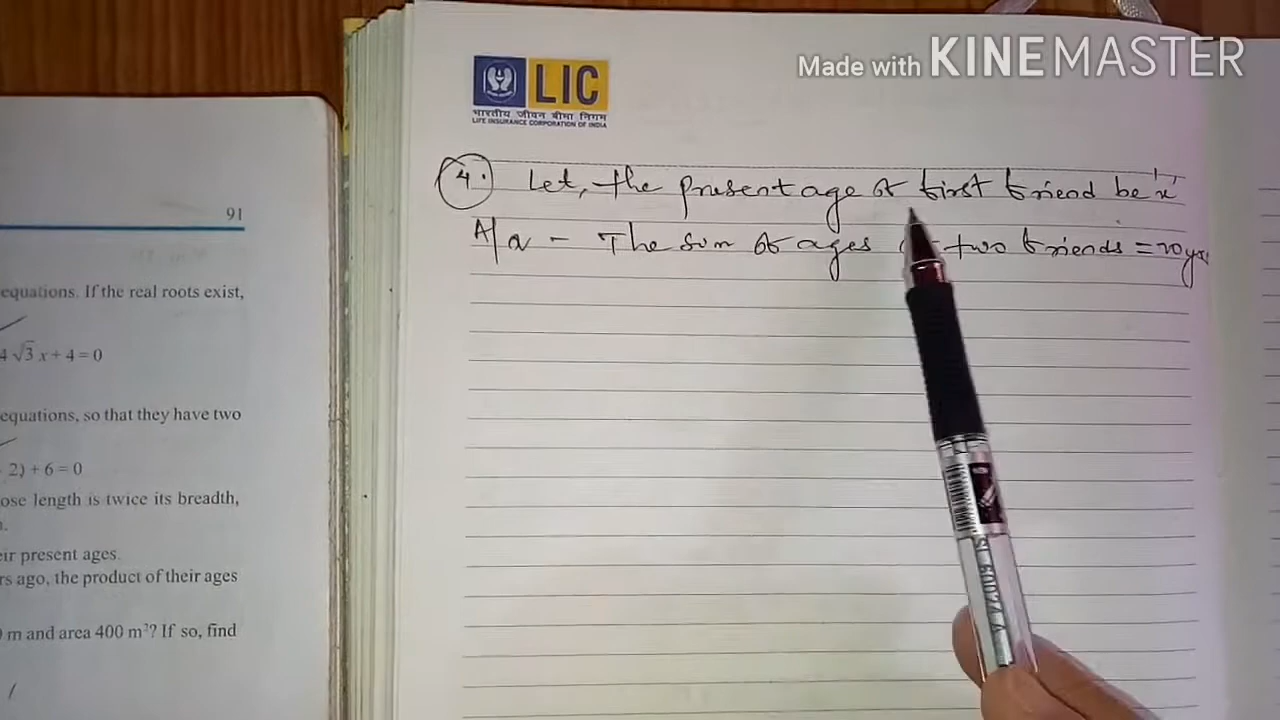 Made with KINEMASTER
LIC
भारतीय जीवन बीमा निगम
LIFE INSURANCE CORPORATION OF INDIA
4. Let, the present age of first friend be 'x'
A/q - The sum of ages two friends = 20 yrs
91
equations. If the real roots exist,
4√3 x + 4 = 0
equations, so that they have two
2) + 6 = 0
ose length is twice its breadth,
eir present ages.
rs ago, the product of their ages
m and area 400 m²? If so, find